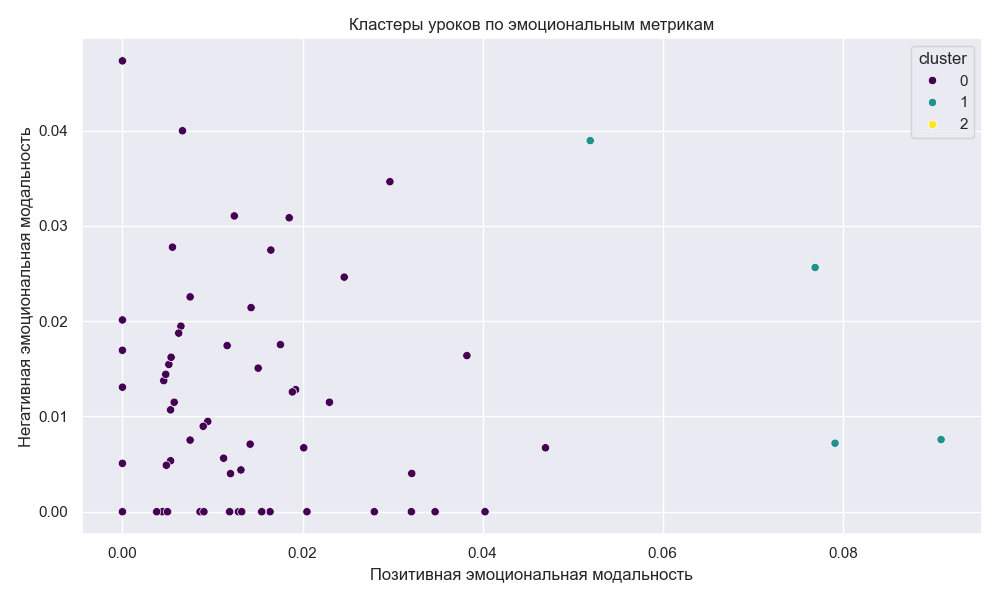 Кластеры уроков по эмоциональным метрикам
cluster
0
1
2
Негативная эмоциональная модальность
0.04
0.03
0.02
0.01
0.00
0.00 0.02 0.04 0.06 0.08
Позитивная эмоциональная модальность